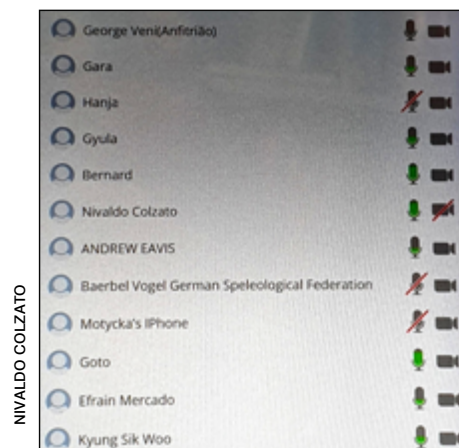 George Veni(Anfitrião)
Gara
Hanja
Gyula
Bernard
Nivaldo Colzato
ANDREW EAVIS
Baerbel Vogel German Speleological Federation
Motycka's IPhone
Goto
Efrain Mercado
Kyung Sik Woo
NIVALDO COLZATO